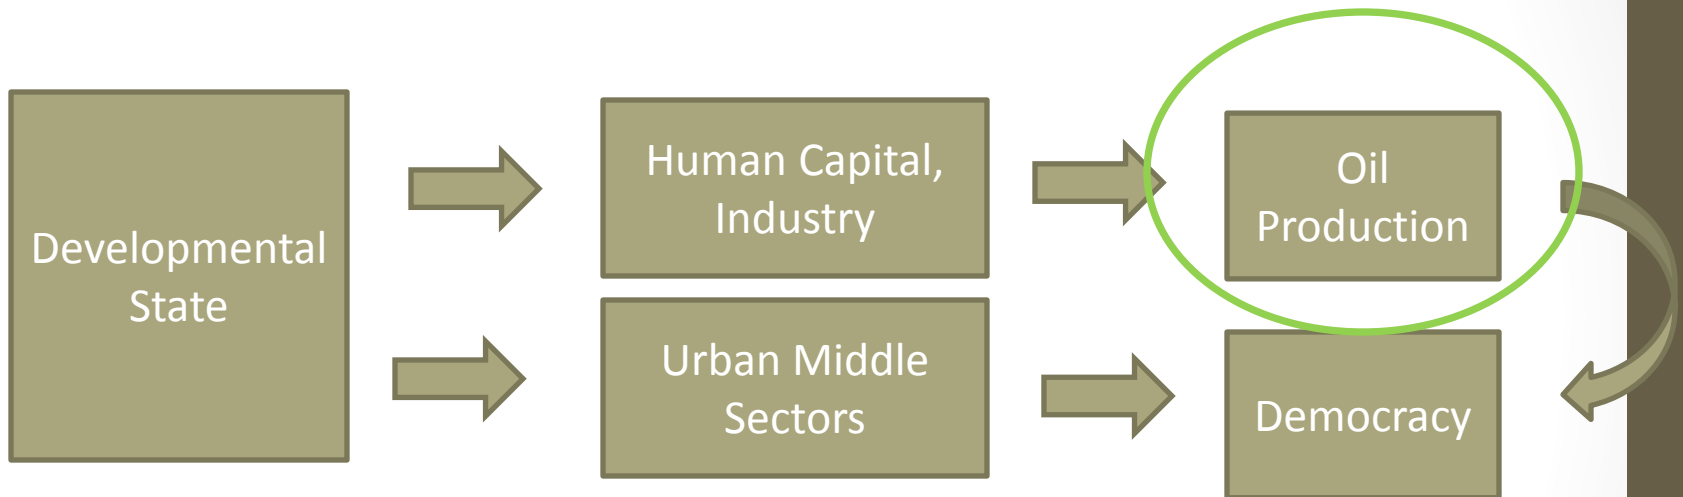 Developmental
State
Human Capital,
Industry
Urban Middle
Sectors
Oil
Production
Democracy